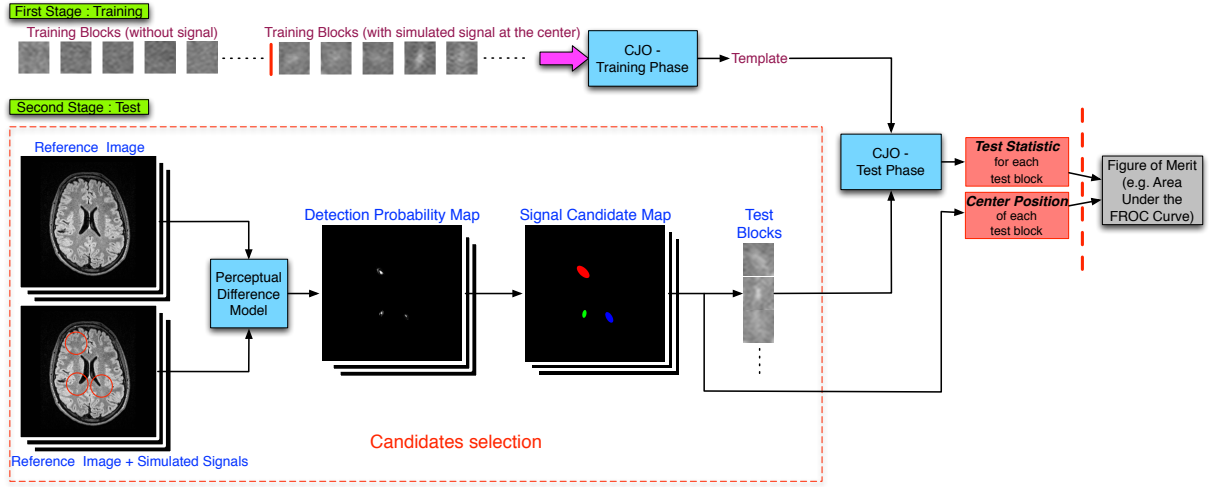 First Stage : Training
Training Blocks (without signal)
Training Blocks (with simulated signal at the center)
CJO -
Training Phase
Template
Second Stage : Test
Reference Image
Reference Image + Simulated Signals
Perceptual
Difference
Model
Detection Probability Map
Signal Candidate Map
Test
Blocks
Candidates selection
CJO -
Test Phase
Test Statistic
for each
test block
Center Position
of each
test block
Figure of Merit
(e.g. Area
Under the
FROC Curve)